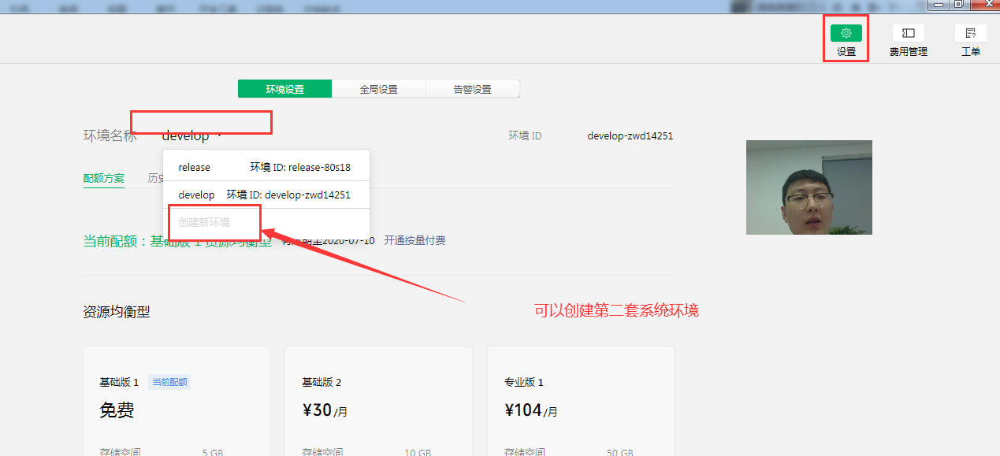 设置
费用管理
工单
环境设置
全局设置
告警设置
环境名称 develop
环境 ID develop-zwd14251
release 环境 ID: release-80s18
配额方案 历史
develop 环境 ID: develop-zwd14251
创建新环境
当前配额：基础版 1 资源均衡型 有效期至2020-07-10 开通按量付费
可以创建第二套系统环境
资源均衡型
基础版 1 当前配额
免费
存储空间 5 GB
基础版 2
¥30/月
存储空间 10 GB
专业版 1
¥104/月
存储空间 50 GB